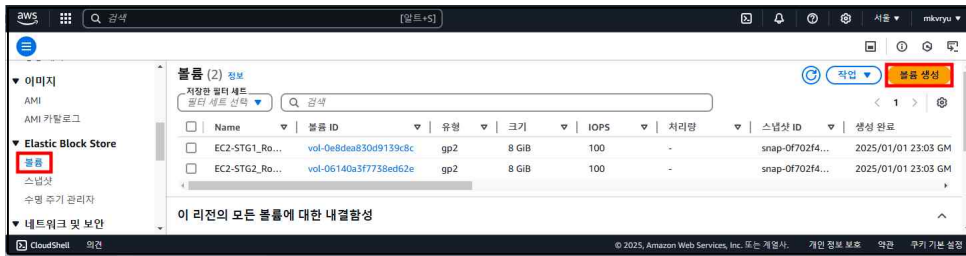 aws 검색 [알트+S] 서울 ▼ mkvryu ▼
▼ 이미지
AMI
AMI 카탈로그
▼ Elastic Block Store
볼륨
스냅샷
수명 주기 관리자
▼ 네트워크 및 보안
볼륨 (2) 정보 작업 ▼ 볼륨 생성
저장한 필터 세트
필터 세트 선택 ▼ 검색 < 1 >
Name 볼륨 ID 유형 크기 IOPS 처리량 스냅샷 ID 생성 완료
EC2-STG1_Ro... vol-0e8dea830d9139c8c gp2 8 GiB 100 - snap-0f702f4... 2025/01/01 23:03 GM
EC2-STG2_Ro... vol-06140a3f7738ed62e gp2 8 GiB 100 - snap-0f702f4... 2025/01/01 23:03 GM
이 리전의 모든 볼륨에 대한 내결함성
CloudShell 의견 © 2025, Amazon Web Services, Inc. 또는 계열사. 개인 정보 보호 약관 쿠키 기본 설정